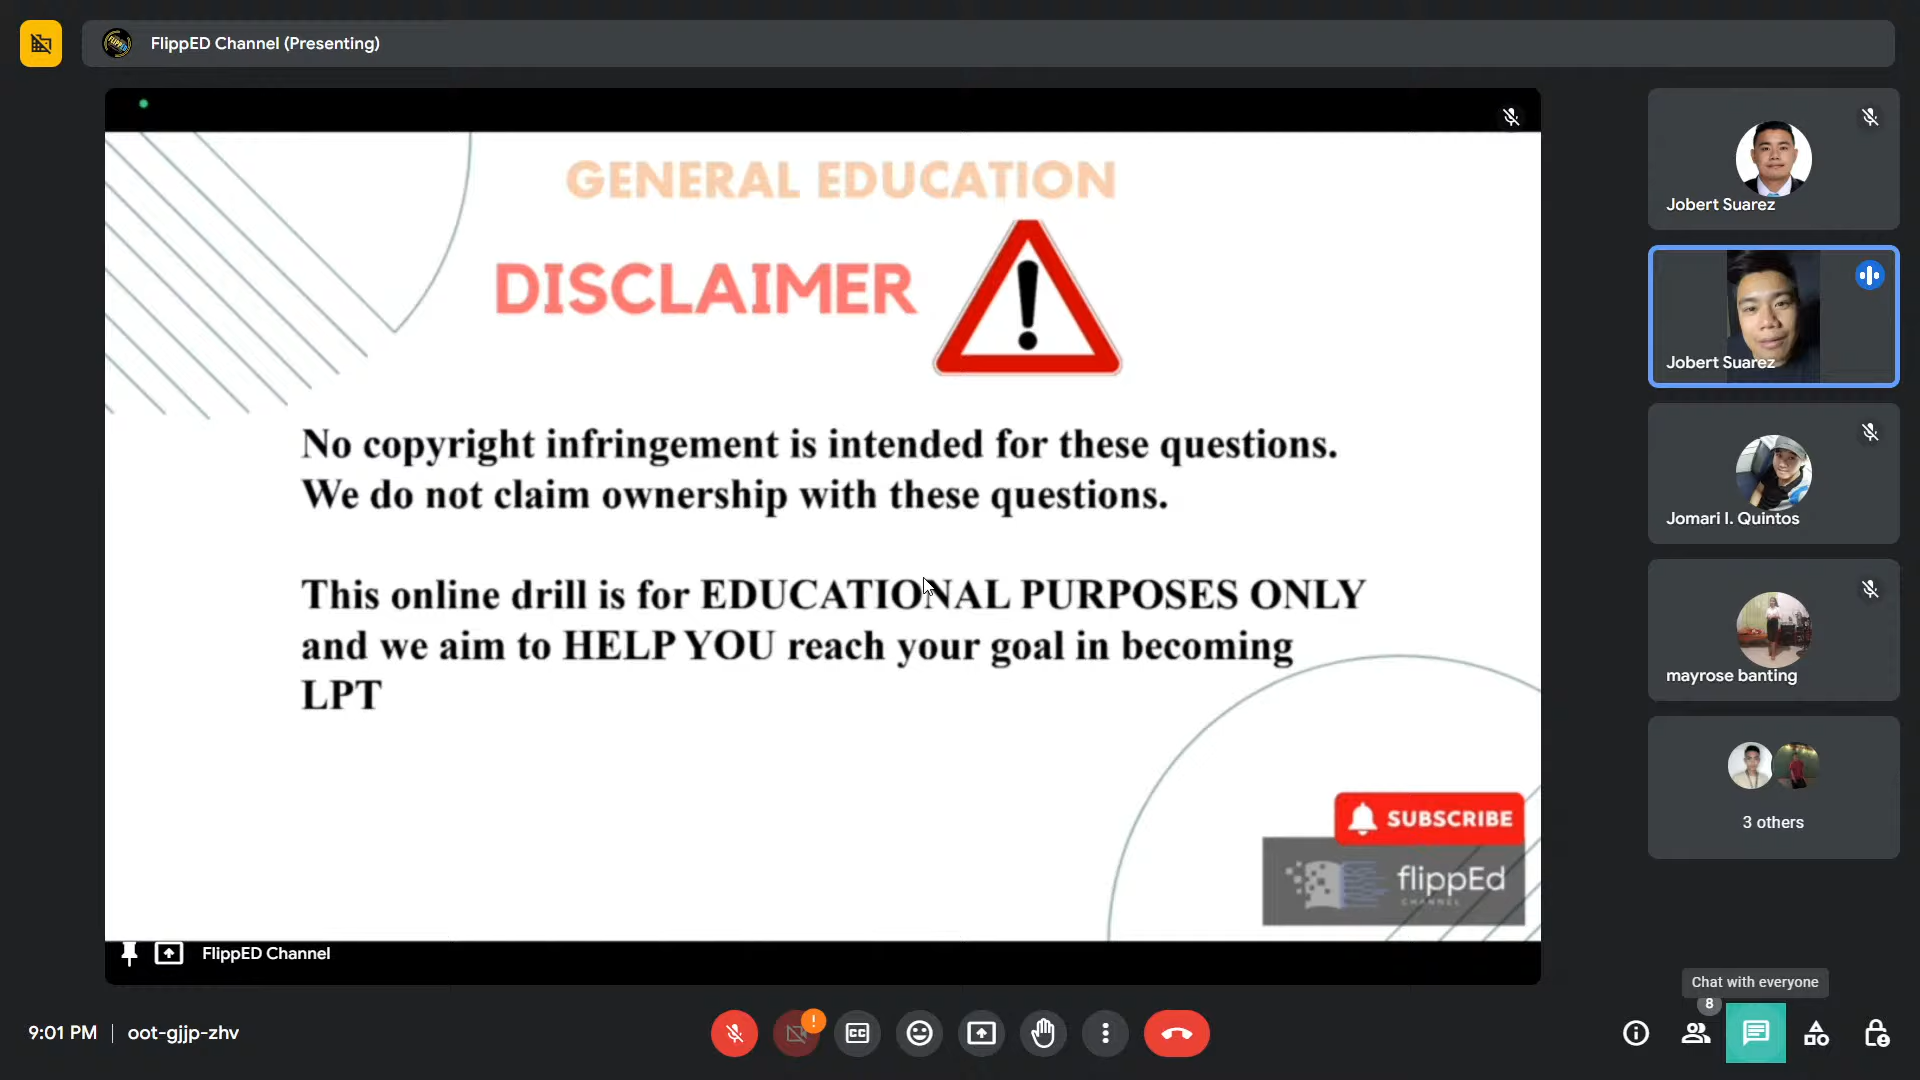 FlippED Channel (Presenting)
GENERAL EDUCATION
DISCLAIMER
!
No copyright infringement is intended for these questions.
We do not claim ownership with these questions.
This online drill is for EDUCATIONAL PURPOSES ONLY
and we aim to HELP YOU reach your goal in becoming
LPT
SUBSCRIBE
flippEd
CHANNEL
FlippED Channel
Jobert Suarez
Jobert Suarez
Jomari I. Quintos
mayrose banting
3 others
Chat with everyone
8
9:01 PM | oot-gjjp-zhv
!
CC